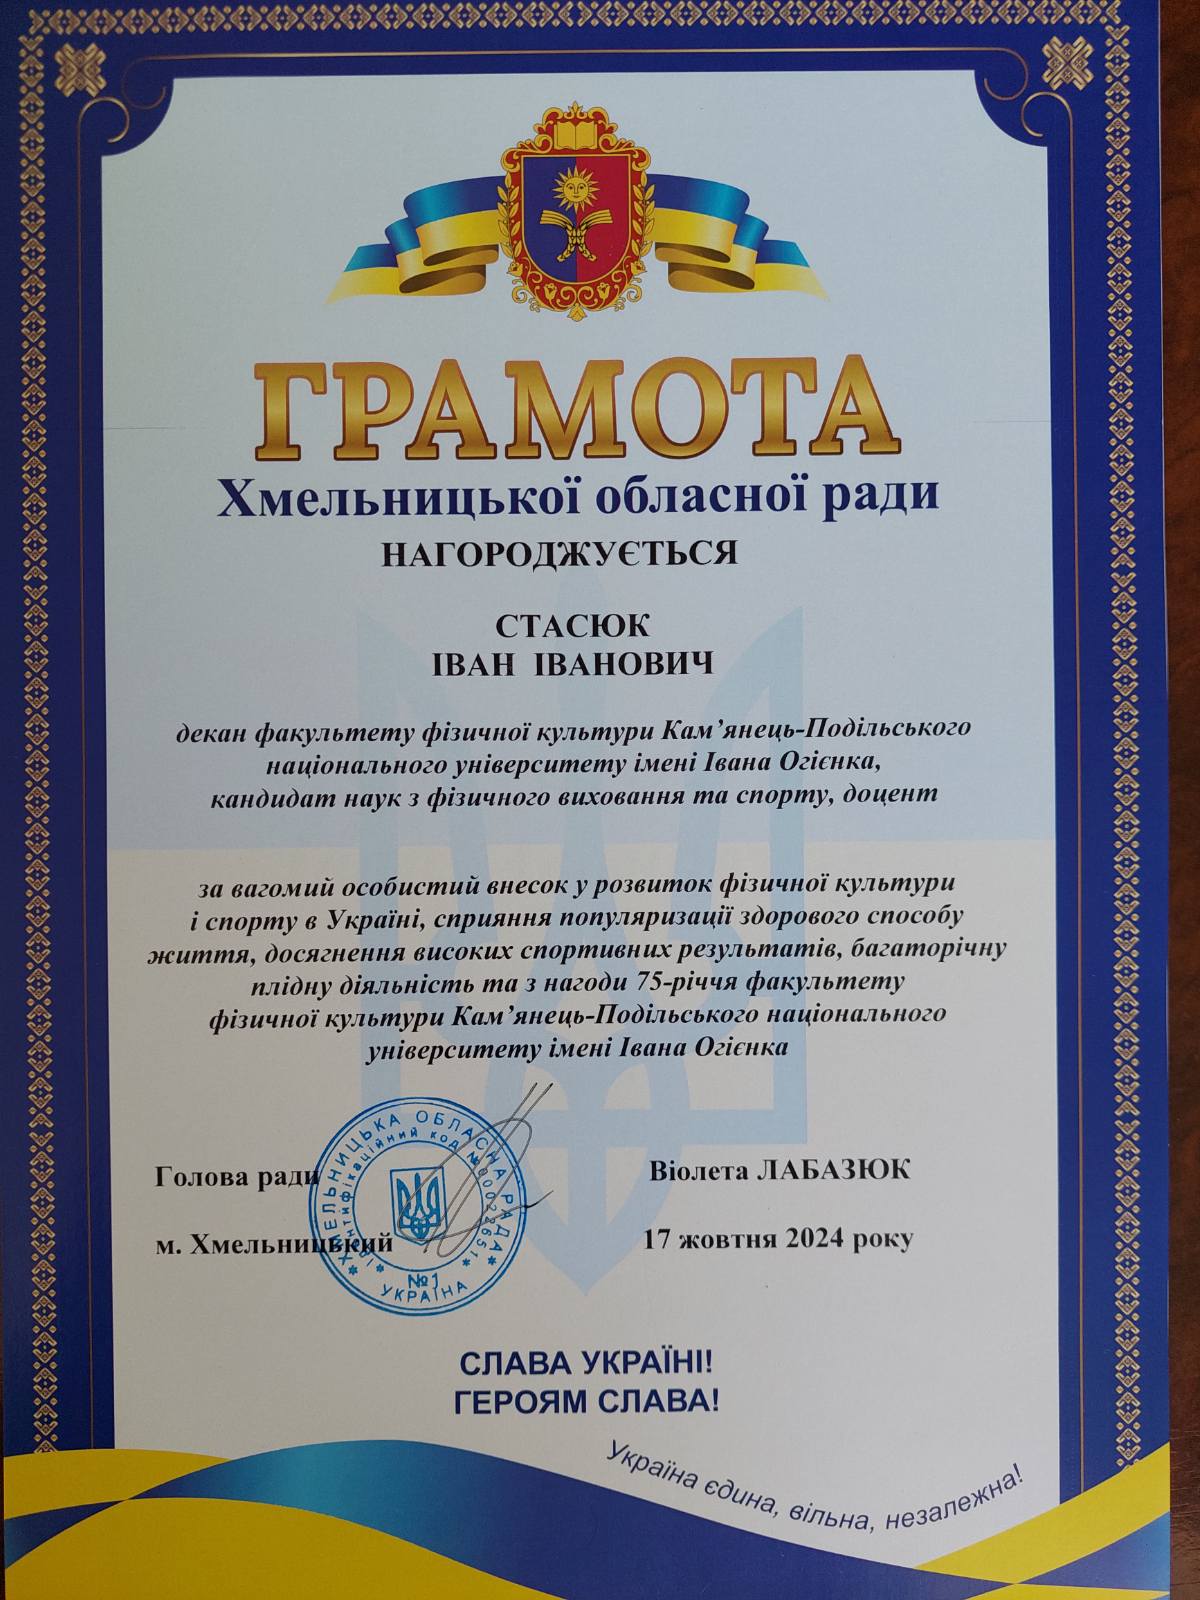 ГРАМОТА
Хмельницької обласної ради
НАГОРОДЖУЄТЬСЯ
СТАСЮК
ІВАН ІВАНОВИЧ
декан факультету фізичної культури Кам’янець-Подільського
національного університету імені Івана Огієнка,
кандидат наук з фізичного виховання та спорту, доцент
за вагомий особистий внесок у розвиток фізичної культури
і спорту в Україні, сприяння популяризації здорового способу
життя, досягнення високих спортивних результатів, багаторічну
плідну діяльність та з нагоди 75-річчя факультету
фізичної культури Кам’янець-Подільського національного
університету імені Івана Огієнка
Голова ради
Віолета ЛАБАЗЮК
м. Хмельницький
17 жовтня 2024 року
ХМЕЛЬНИЦЬКА ОБЛАСНА РАДА
Ідентифікаційний код 00022651
№1
УКРАЇНА
СЛАВА УКРАЇНІ!
ГЕРОЯМ СЛАВА!
Україна єдина, вільна, незалежна!